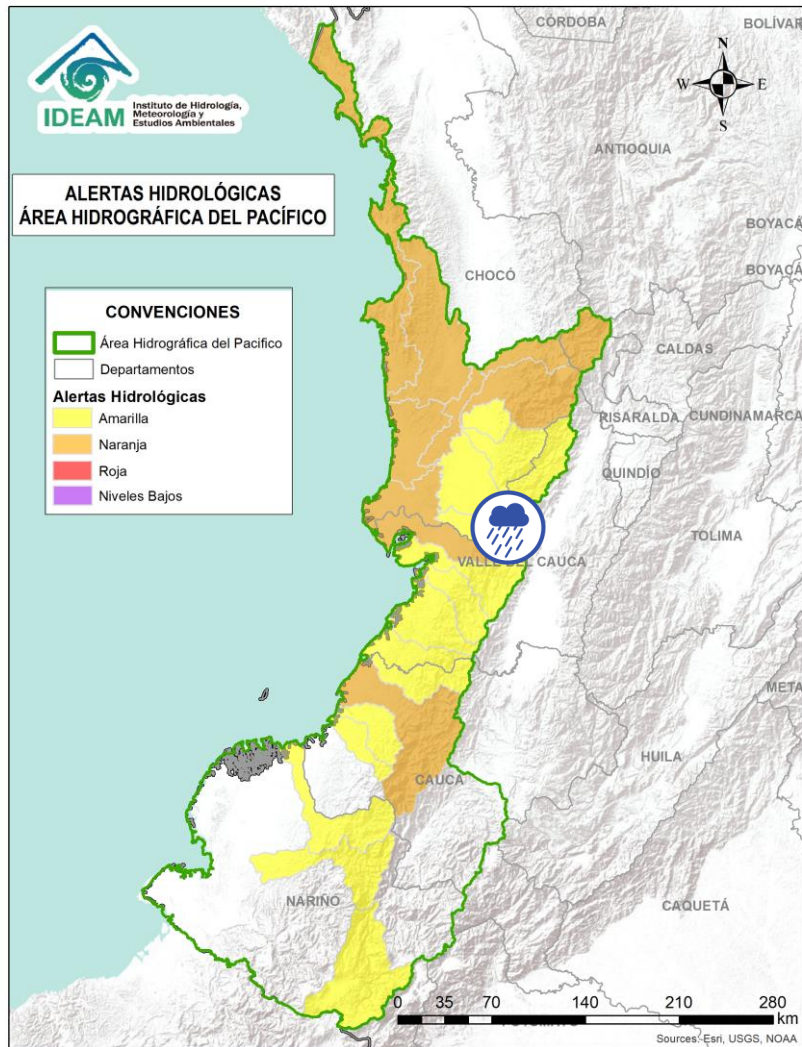 CÓRDOBA
BOLÍVAR
N
W E
S
IDEAM
Instituto de Hidrología,
Meteorología y
Estudios Ambientales
ANTIOQUIA
ALERTAS HIDROLÓGICAS
ÁREA HIDROGRÁFICA DEL PACÍFICO
BOYACÁ
BOYACÁ
CHOCÓ
CONVENCIONES
Área Hidrográfica del Pacifico
Departamentos
Alertas Hidrológicas
Amarilla
Naranja
Roja
Niveles Bajos
CALDAS
RISARALDA
CUNDINAMARCA
QUINDÍO
TOLIMA
VALLE DEL CAUCA
META
HUILA
CAUCA
NARIÑO
CAQUETÁ
0 35 70 140 210 280
km
Sources: Esri, USGS, NOAA